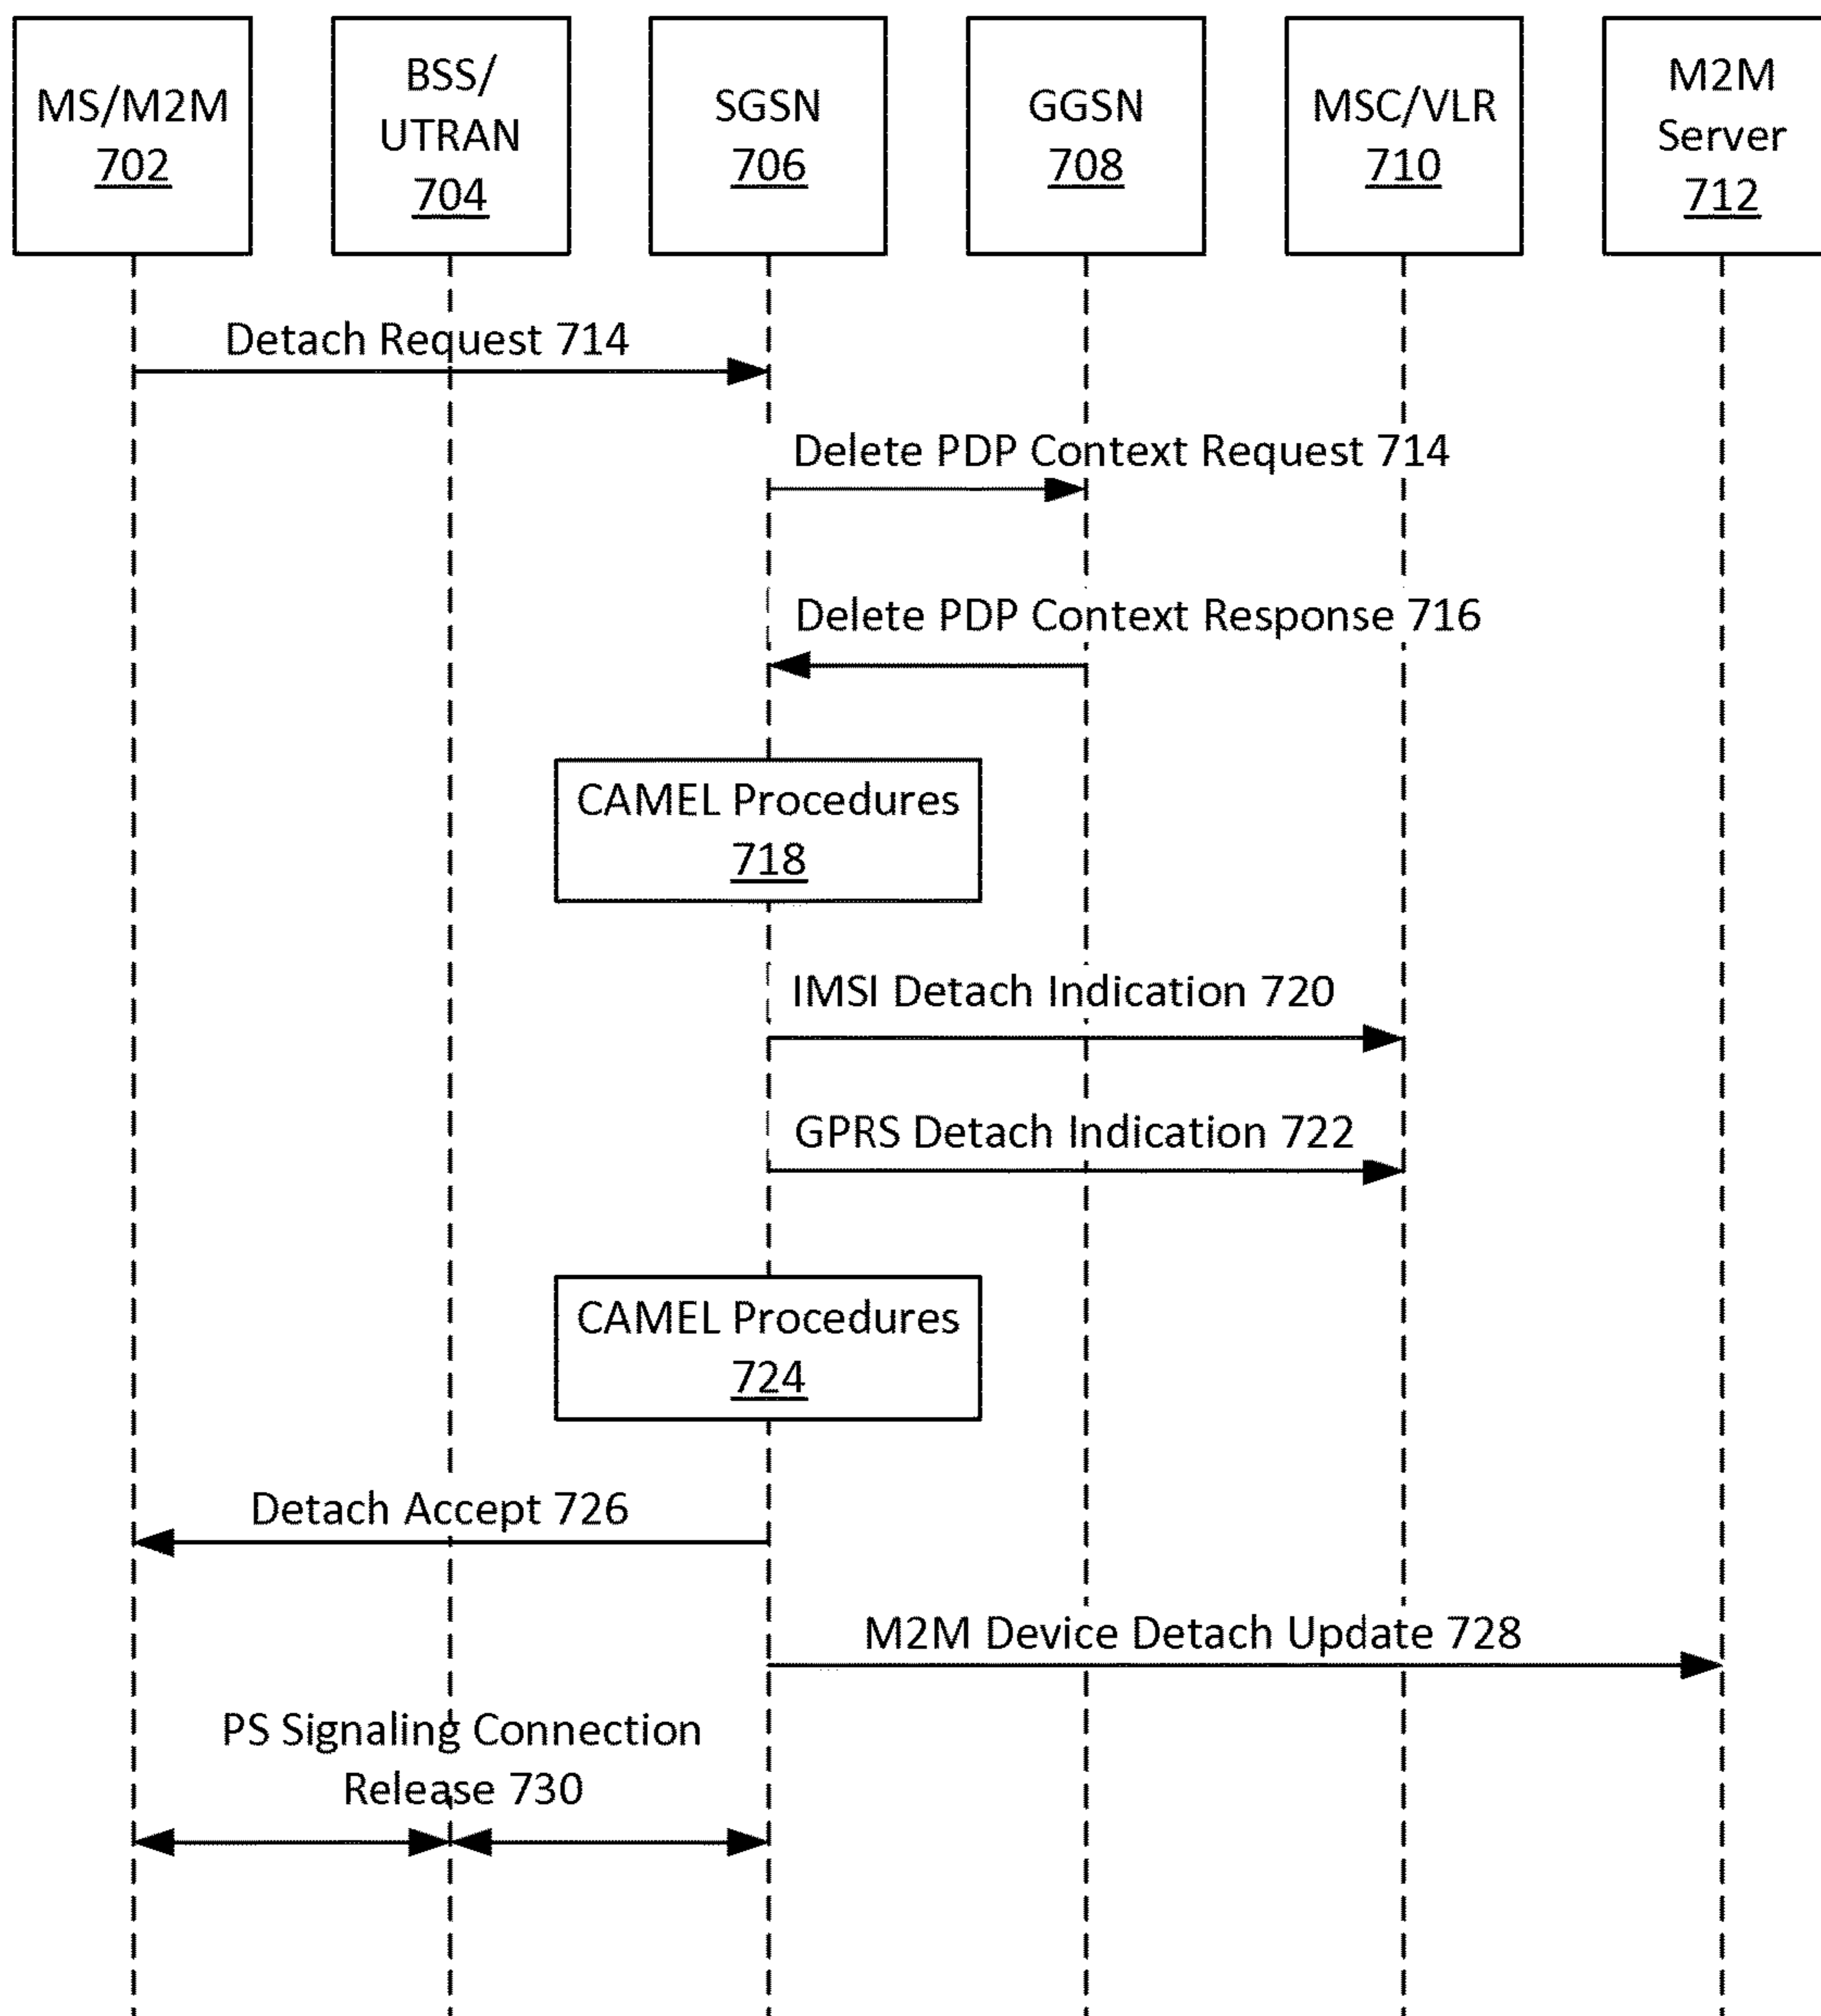 MS/M2M
702
BSS/
UTRAN
704
SGSN
706
GGSN
708
MSC/VLR
710
M2M
Server
712
Detach Request 714
Delete PDP Context Request 714
Delete PDP Context Response 716
CAMEL Procedures
718
IMSI Detach Indication 720
GPRS Detach Indication 722
CAMEL Procedures
724
Detach Accept 726
M2M Device Detach Update 728
PS Signaling Connection
Release 730